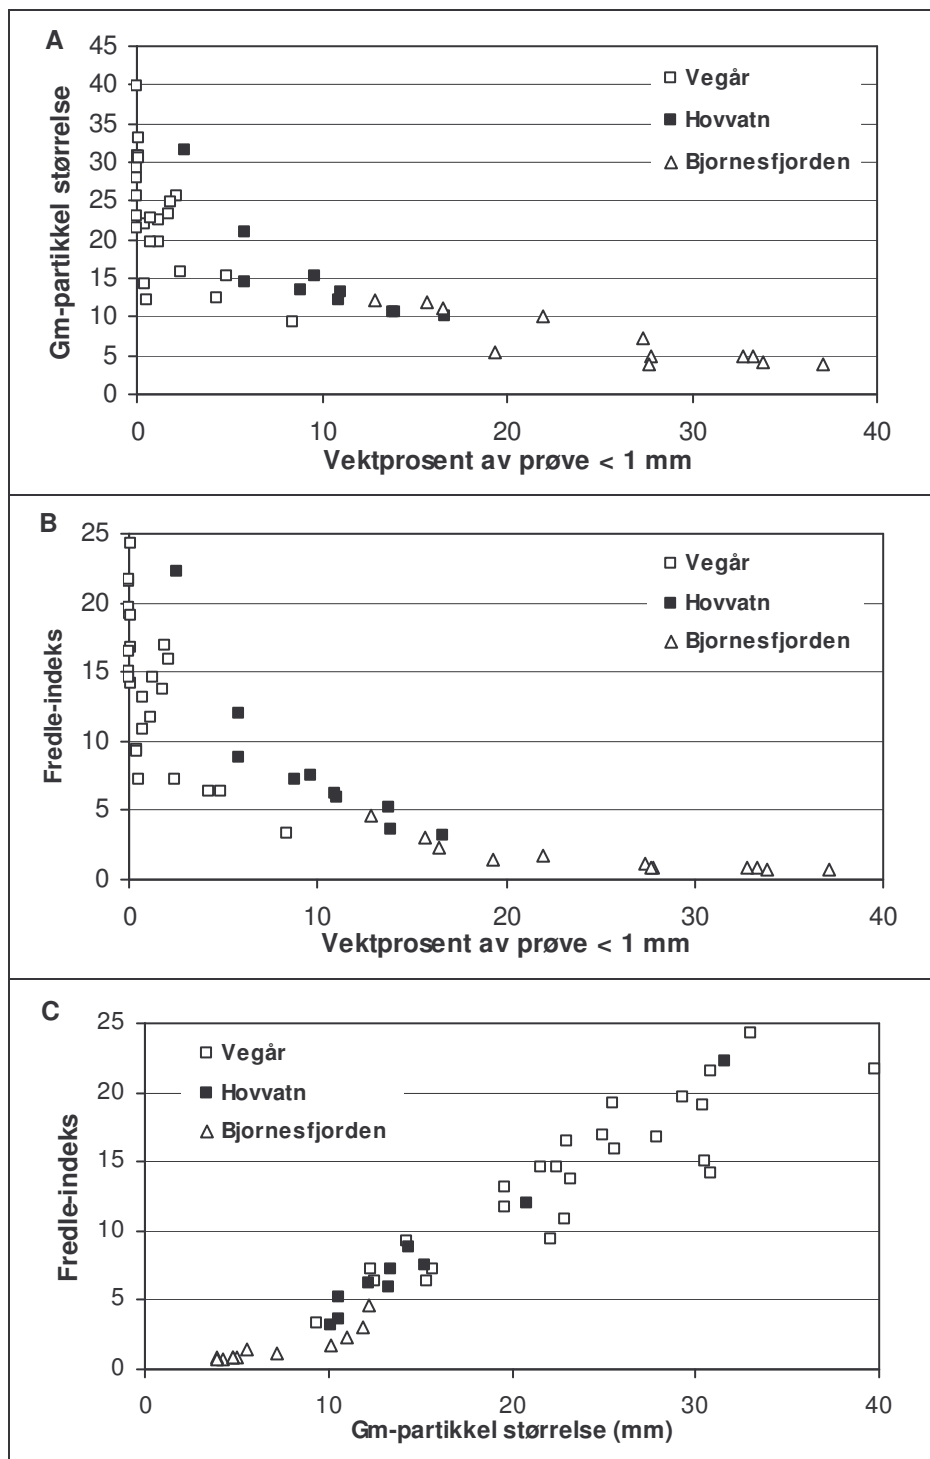 A
45
40
35
30
25
20
15
10
5
0
Gm-partikkel størrelse
Vegår
Hovvatn
Bjornesfjorden
0 10 20 30 40
Vektprosent av prøve < 1 mm
B
25
20
15
10
5
0
Fredle-indeks
Vegår
Hovvatn
Bjornesfjorden
0 10 20 30 40
Vektprosent av prøve < 1 mm
C
25
20
15
10
5
0
Fredle-indeks
Vegår
Hovvatn
Bjornesfjorden
0 10 20 30 40
Gm-partikkel størrelse (mm)